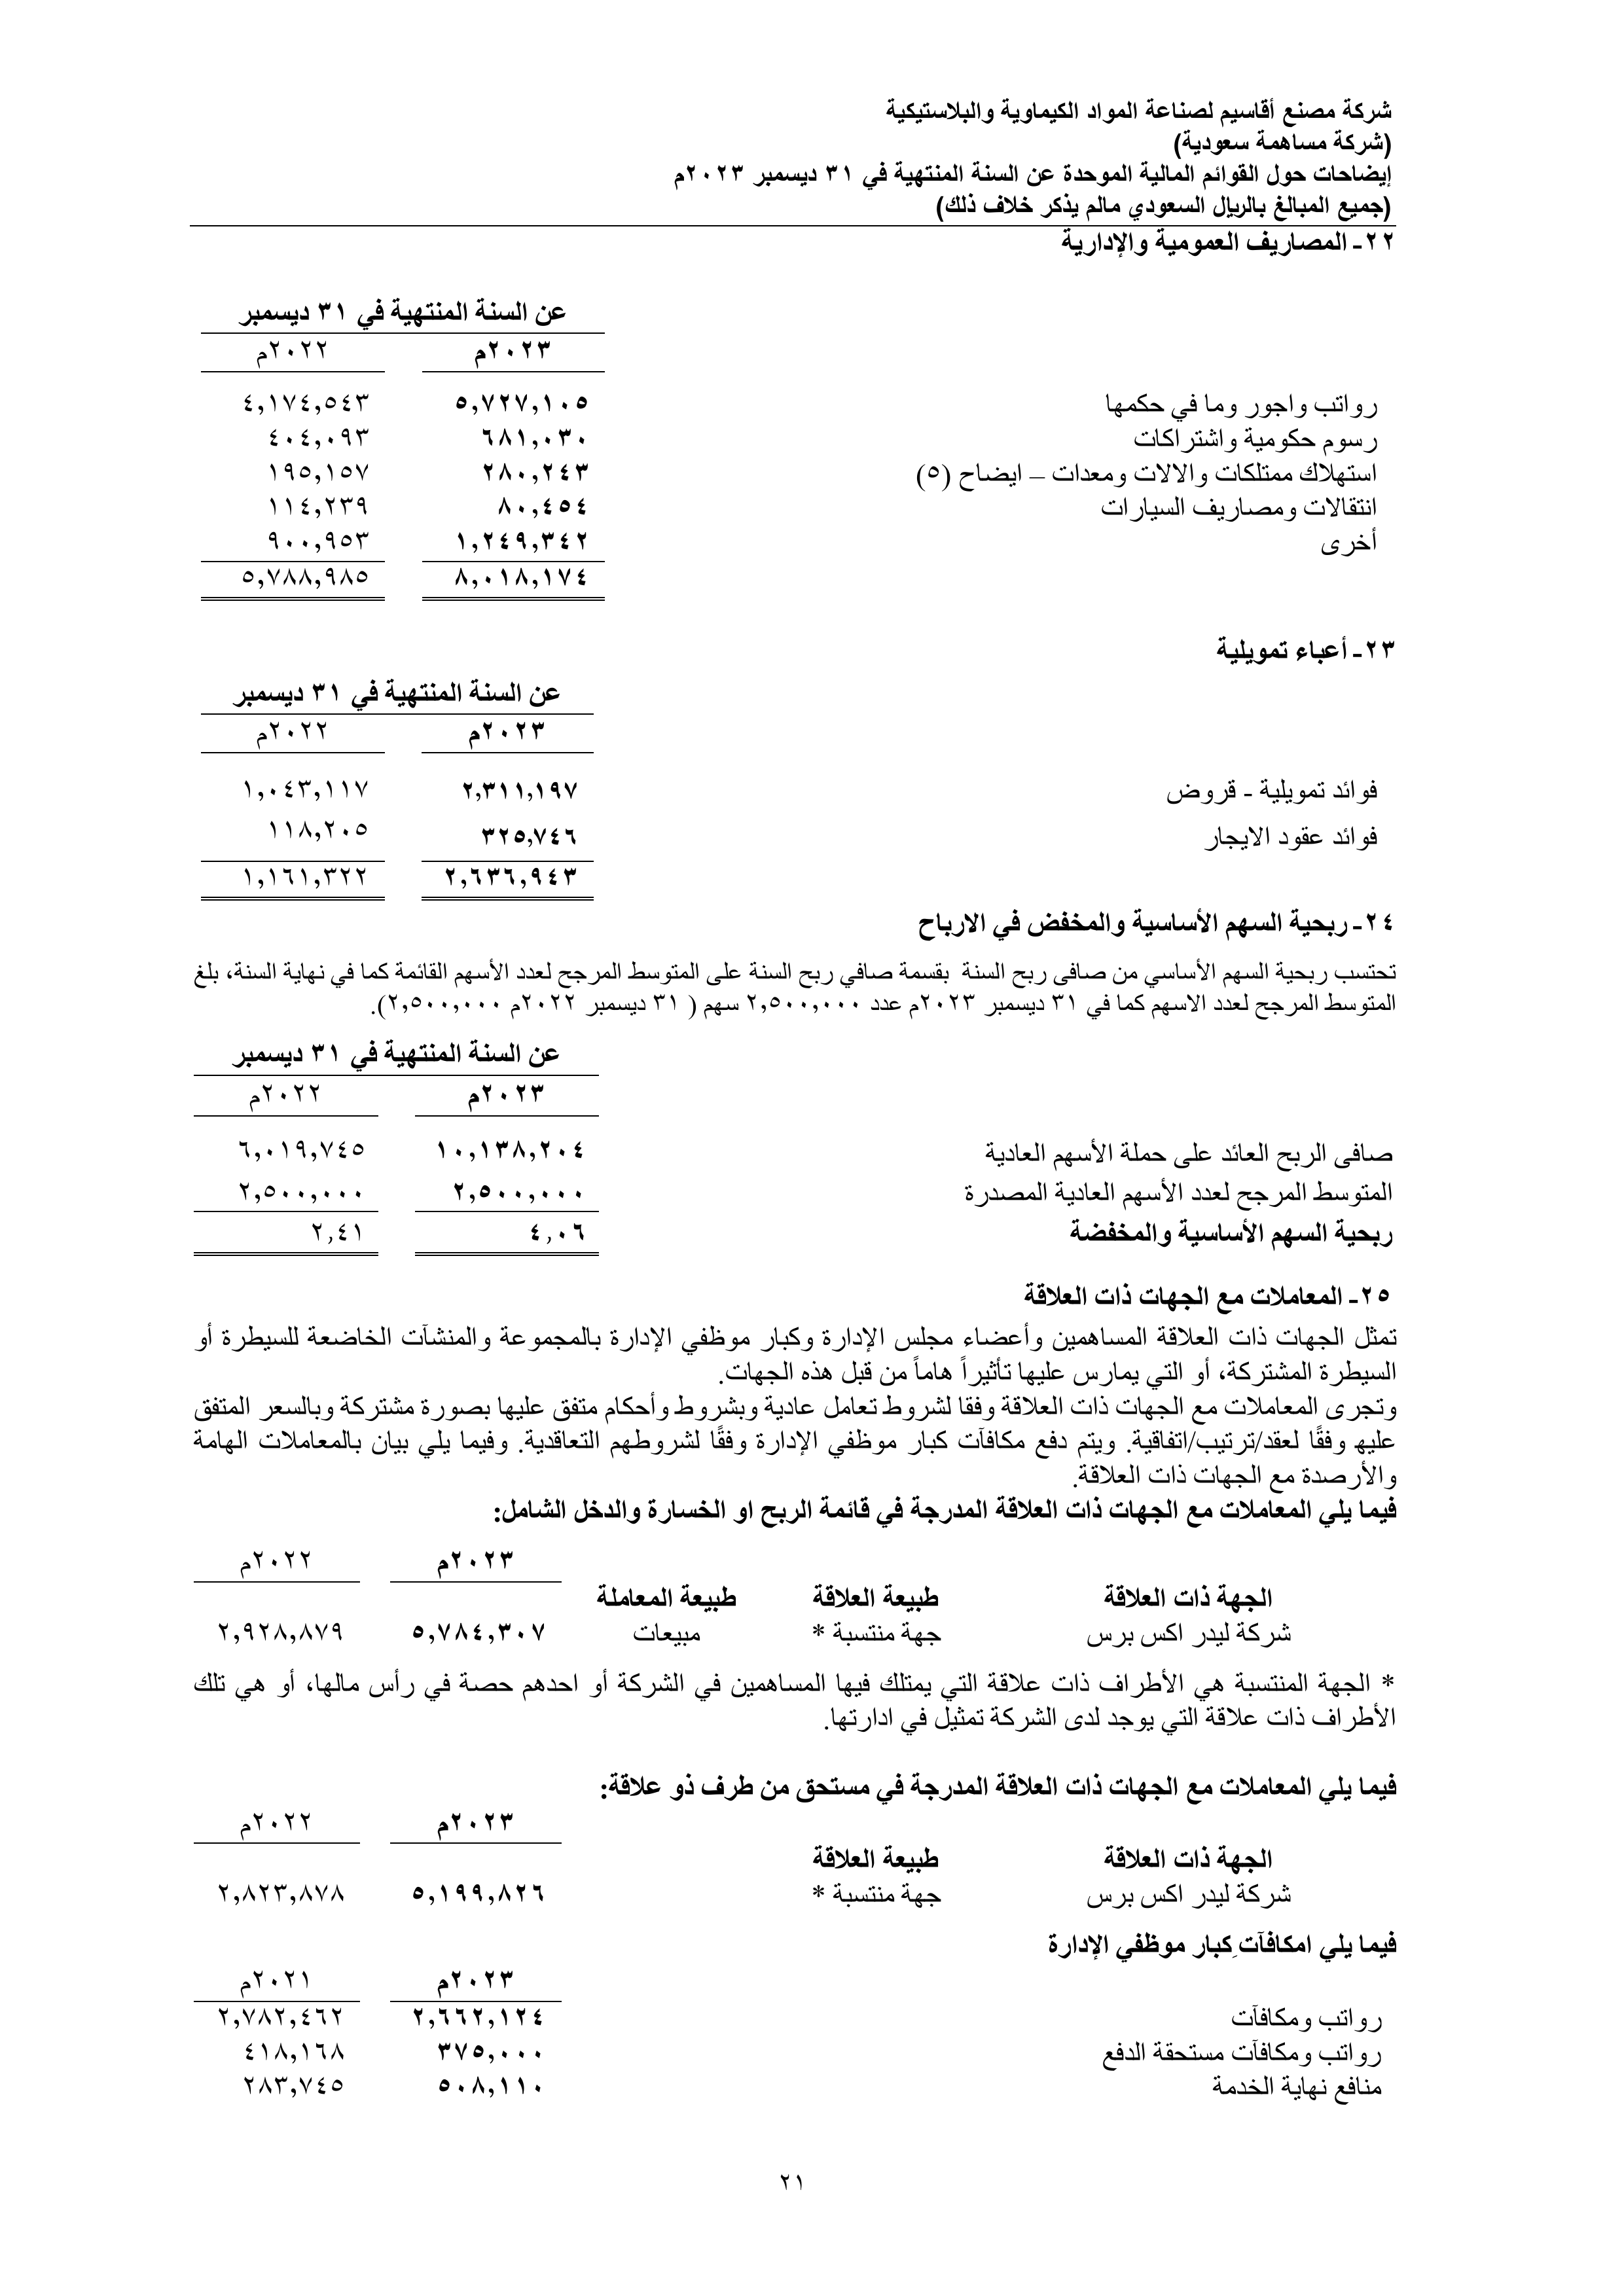 شركة مصنع أقاسيم لصناعة المواد الكيماوية والبلاستيكية
(شركة مساهمة سعودية)
إيضاحات حول القوائم المالية الموحدة عن السنة المنتهية في ٣١ ديسمبر ٢٠٢٣م
(جميع المبالغ بالريال السعودي مالم يذكر خلاف ذلك)
٢٢- المصاريف العمومية والإدارية
عن السنة المنتهية في ٣١ ديسمبر
٢٠٢٣م ٢٠٢٢م
رواتب واجور وما في حكمها ٥,٧٢٧,١٠٥ ٤,١٧٤,٥٤٣
رسوم حكومية واشتراكات ٦٨١,٠٣٠ ٤٠٤,٠٩٣
استهلاك ممتلكات والالات ومعدات – ايضاح (٥) ٢٨٠,٢٤٣ ١٩٥,١٥٧
انتقالات ومصاريف السيارات ٨٠,٤٥٤ ١١٤,٢٣٩
أخرى ١,٢٤٩,٣٤٢ ٩٠٠,٩٥٣
٨,٠١٨,١٧٤ ٥,٧٨٨,٩٨٥
٢٣- أعباء تمويلية
عن السنة المنتهية في ٣١ ديسمبر
٢٠٢٣م ٢٠٢٢م
فوائد تمويلية - قروض ٢,٣١١,١٩٧ ١,٠٤٣,١١٧
فوائد عقود الايجار ٣٢٥,٧٤٦ ١١٨,٢٠٥
٢,٦٣٦,٩٤٣ ١,١٦١,٣٢٢
٢٤- ربحية السهم الأساسية والمخفض في الارباح
تحتسب ربحية السهم الأساسي من صافى ربح السنة بقسمة صافي ربح السنة على المتوسط المرجح لعدد الأسهم القائمة كما في نهاية السنة، بلغ
المتوسط المرجح لعدد الاسهم كما في ٣١ ديسمبر ٢٠٢٣م عدد ٢,٥٠٠,٠٠٠ سهم ( ٣١ ديسمبر ٢٠٢٢م ٢,٥٠٠,٠٠٠).
عن السنة المنتهية في ٣١ ديسمبر
٢٠٢٣م ٢٠٢٢م
صافى الربح العائد على حملة الأسهم العادية ١٠,١٣٨,٢٠٤ ٦,٠١٩,٧٤٥
المتوسط المرجح لعدد الأسهم العادية المصدرة ٢,٥٠٠,٠٠٠ ٢,٥٠٠,٠٠٠
ربحية السهم الأساسية والمخفضة ٤,٠٦ ٢,٤١
٢٥- المعاملات مع الجهات ذات العلاقة
تمثل الجهات ذات العلاقة المساهمين وأعضاء مجلس الإدارة وكبار موظفي الإدارة بالمجموعة والمنشآت الخاضعة للسيطرة أو
السيطرة المشتركة، أو التي يمارس عليها تأثيراً هاماً من قبل هذه الجهات.
وتجرى المعاملات مع الجهات ذات العلاقة وفقا لشروط تعامل عادية وبشروط وأحكام متفق عليها بصورة مشتركة وبالسعر المتفق
عليه وفقًا لعقد/ترتيب/اتفاقية. ويتم دفع مكافآت كبار موظفي الإدارة وفقًا لشروطهم التعاقدية. وفيما يلي بيان بالمعاملات الهامة
والأرصدة مع الجهات ذات العلاقة.
فيما يلي المعاملات مع الجهات ذات العلاقة المدرجة في قائمة الربح او الخسارة والدخل الشامل:
٢٠٢٣م ٢٠٢٢م
الجهة ذات العلاقة طبيعة العلاقة طبيعة المعاملة
شركة ليدر اكس برس جهة منتسبة * مبيعات ٥,٧٨٤,٣٠٧ ٢,٩٢٨,٨٧٩
* الجهة المنتسبة هي الأطراف ذات علاقة التي يمتلك فيها المساهمين في الشركة أو احدهم حصة في رأس مالها، أو هي تلك
الأطراف ذات علاقة التي يوجد لدى الشركة تمثيل في ادارتها.
فيما يلي المعاملات مع الجهات ذات العلاقة المدرجة في مستحق من طرف ذو علاقة:
٢٠٢٣م ٢٠٢٢م
الجهة ذات العلاقة طبيعة العلاقة
شركة ليدر اكس برس جهة منتسبة * ٥,١٩٩,٨٢٦ ٢,٨٢٣,٨٧٨
فيما يلي امكافآتِ كبار موظفي الإدارة
٢٠٢٣م ٢٠٢١م
رواتب ومكافآت ٢,٦٦٢,١٢٤ ٢,٧٨٢,٤٦٢
رواتب ومكافآت مستحقة الدفع ٣٧٥,٠٠٠ ٤١٨,١٦٨
منافع نهاية الخدمة ٥٠٨,١١٠ ٢٨٣,٧٤٥
٢١